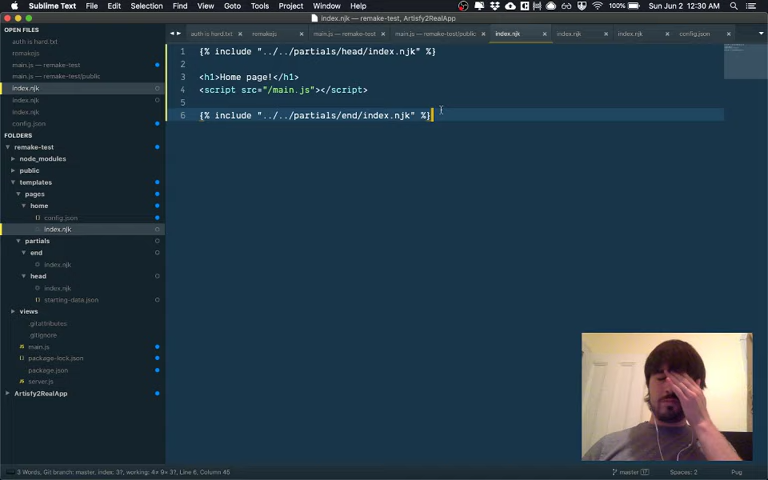 Sublime Text File Edit Selection Find View Goto Tools Project Window Help 100% Sun Jun 2 12:30 AM
index.njk — remake-test, Artisfy2RealApp
OPEN FILES
auth is hard.txt
remakejs
main.js — remake-test
main.js — remake-test/public
index.njk
index.njk
index.njk
config.json
FOLDERS
remake-test
node_modules
public
templates
pages
home
config.json
index.njk
partials
end
index.njk
head
index.njk
starting-data.json
views
.gitattributes
.gitignore
main.js
package-lock.json
package.json
server.js
Artisfy2RealApp
auth is hard.txt remakejs main.js — remake-test main.js — remake-test/public index.njk index.njk index.njk config.json
1 {% include "../../partials/head/index.njk" %}
2
3 <h1>Home page!</h1>
4 <script src="/main.js"></script>
5
6 {% include "../../partials/end/index.njk" %}
3 Words, Git branch: master, index: 3?, working: 4≠ 9+ 3?, Line 6, Column 45 master 17 Spaces: 2 Pug